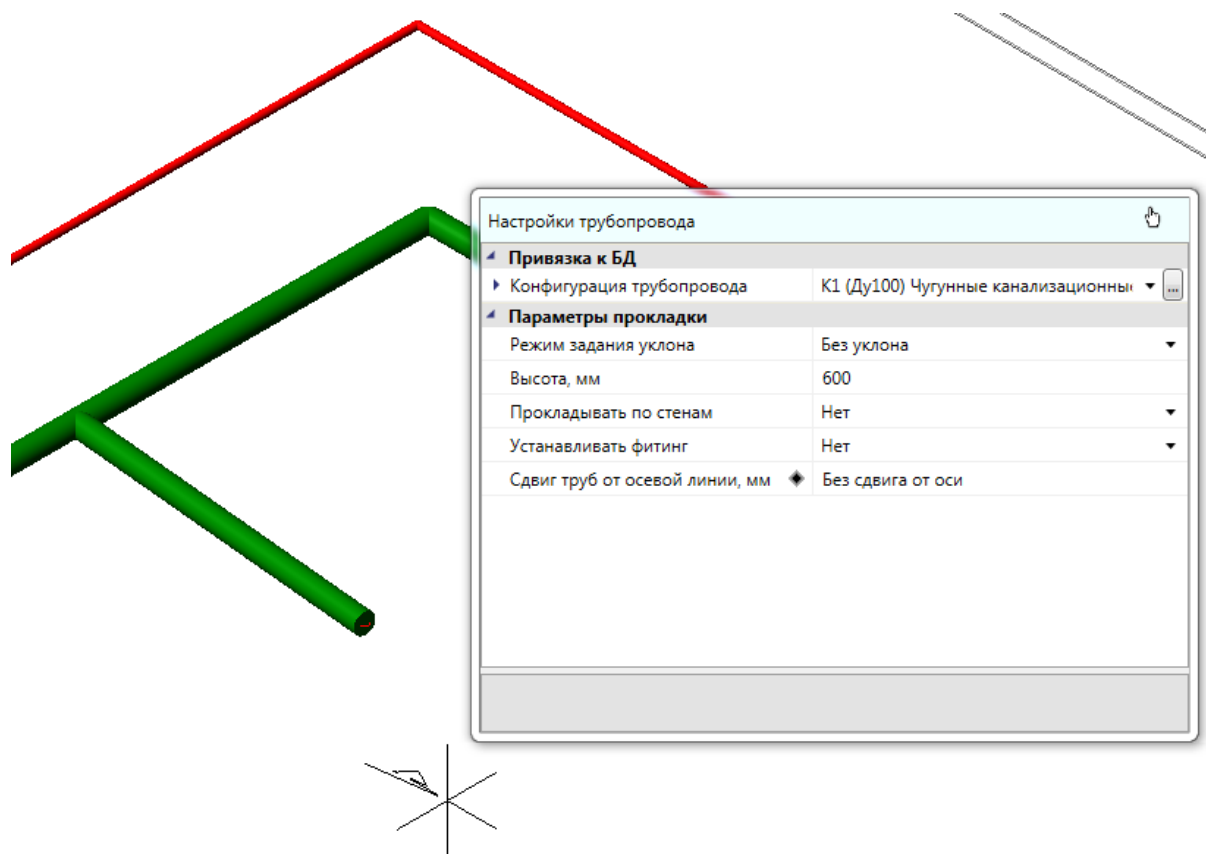 Настройки трубопровода
Привязка к БД
Конфигурация трубопровода К1 (Ду100) Чугунные канализационны ...
Параметры прокладки
Режим задания уклона Без уклона
Высота, мм 600
Прокладывать по стенам Нет
Устанавливать фитинг Нет
Сдвиг труб от осевой линии, мм Без сдвига от оси